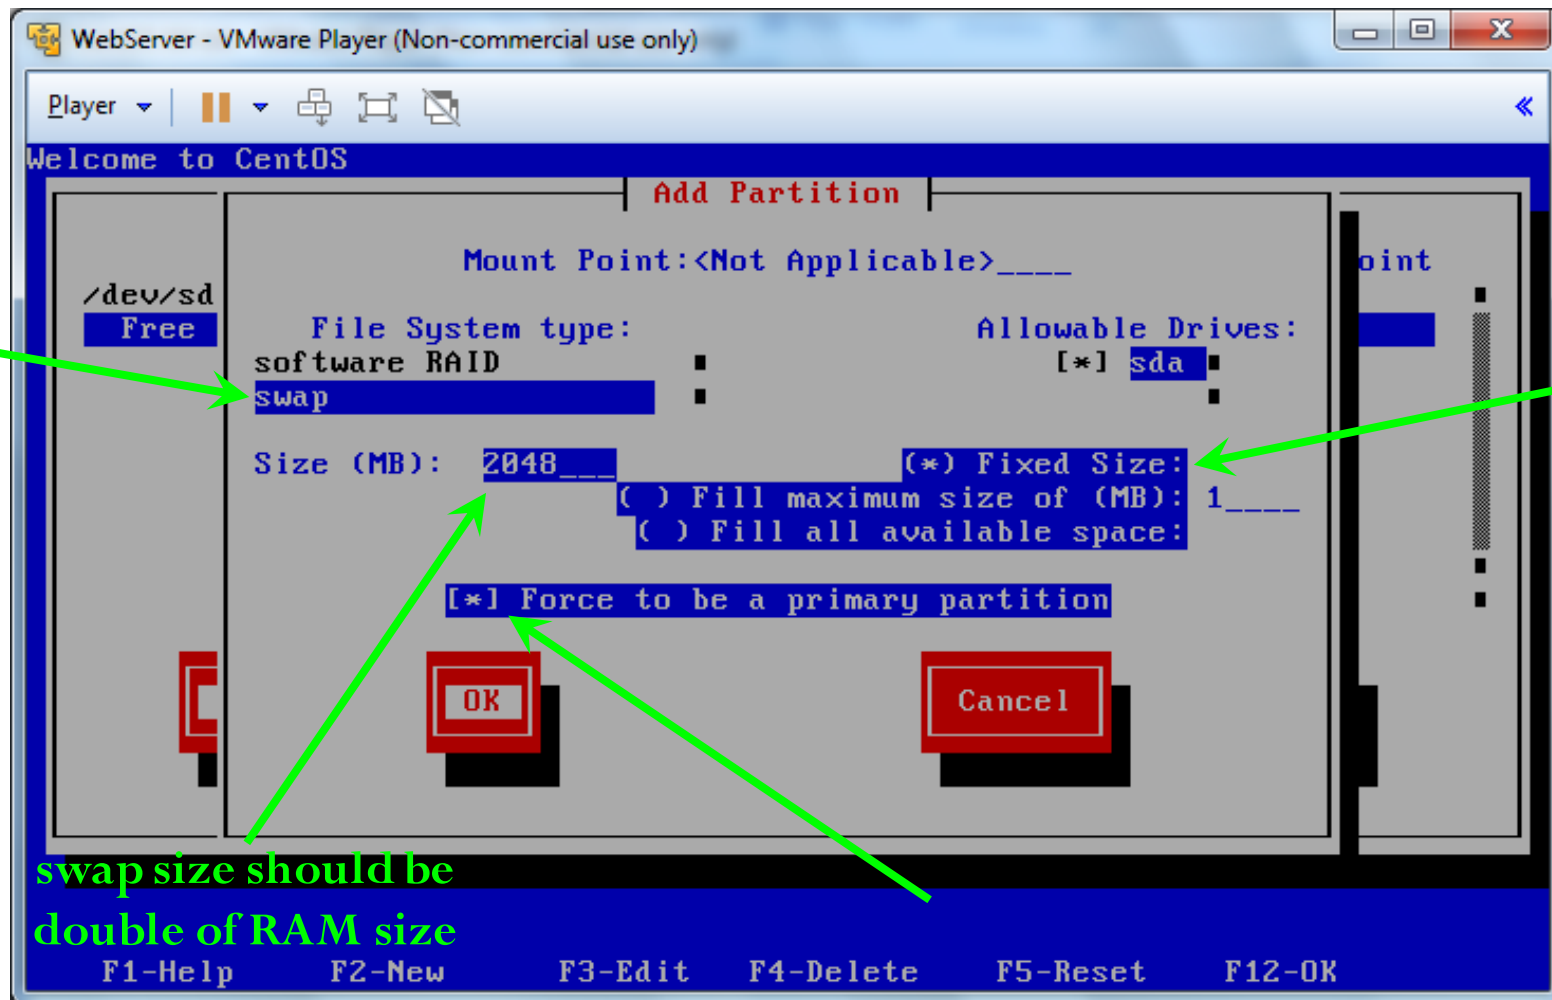 WebServer - VMware Player (Non-commercial use only)
Player
Welcome to CentOS
Add Partition
Mount Point:<Not Applicable>____ oint
/dev/sd
Free File System type: Allowable Drives:
software RAID [*] sda
swap
Size (MB): 2048___ (*) Fixed Size:
( ) Fill maximum size of (MB): 1____
( ) Fill all available space:
[*] Force to be a primary partition
OK Cancel
swap size should be
double of RAM size
F1-Help F2-New F3-Edit F4-Delete F5-Reset F12-OK